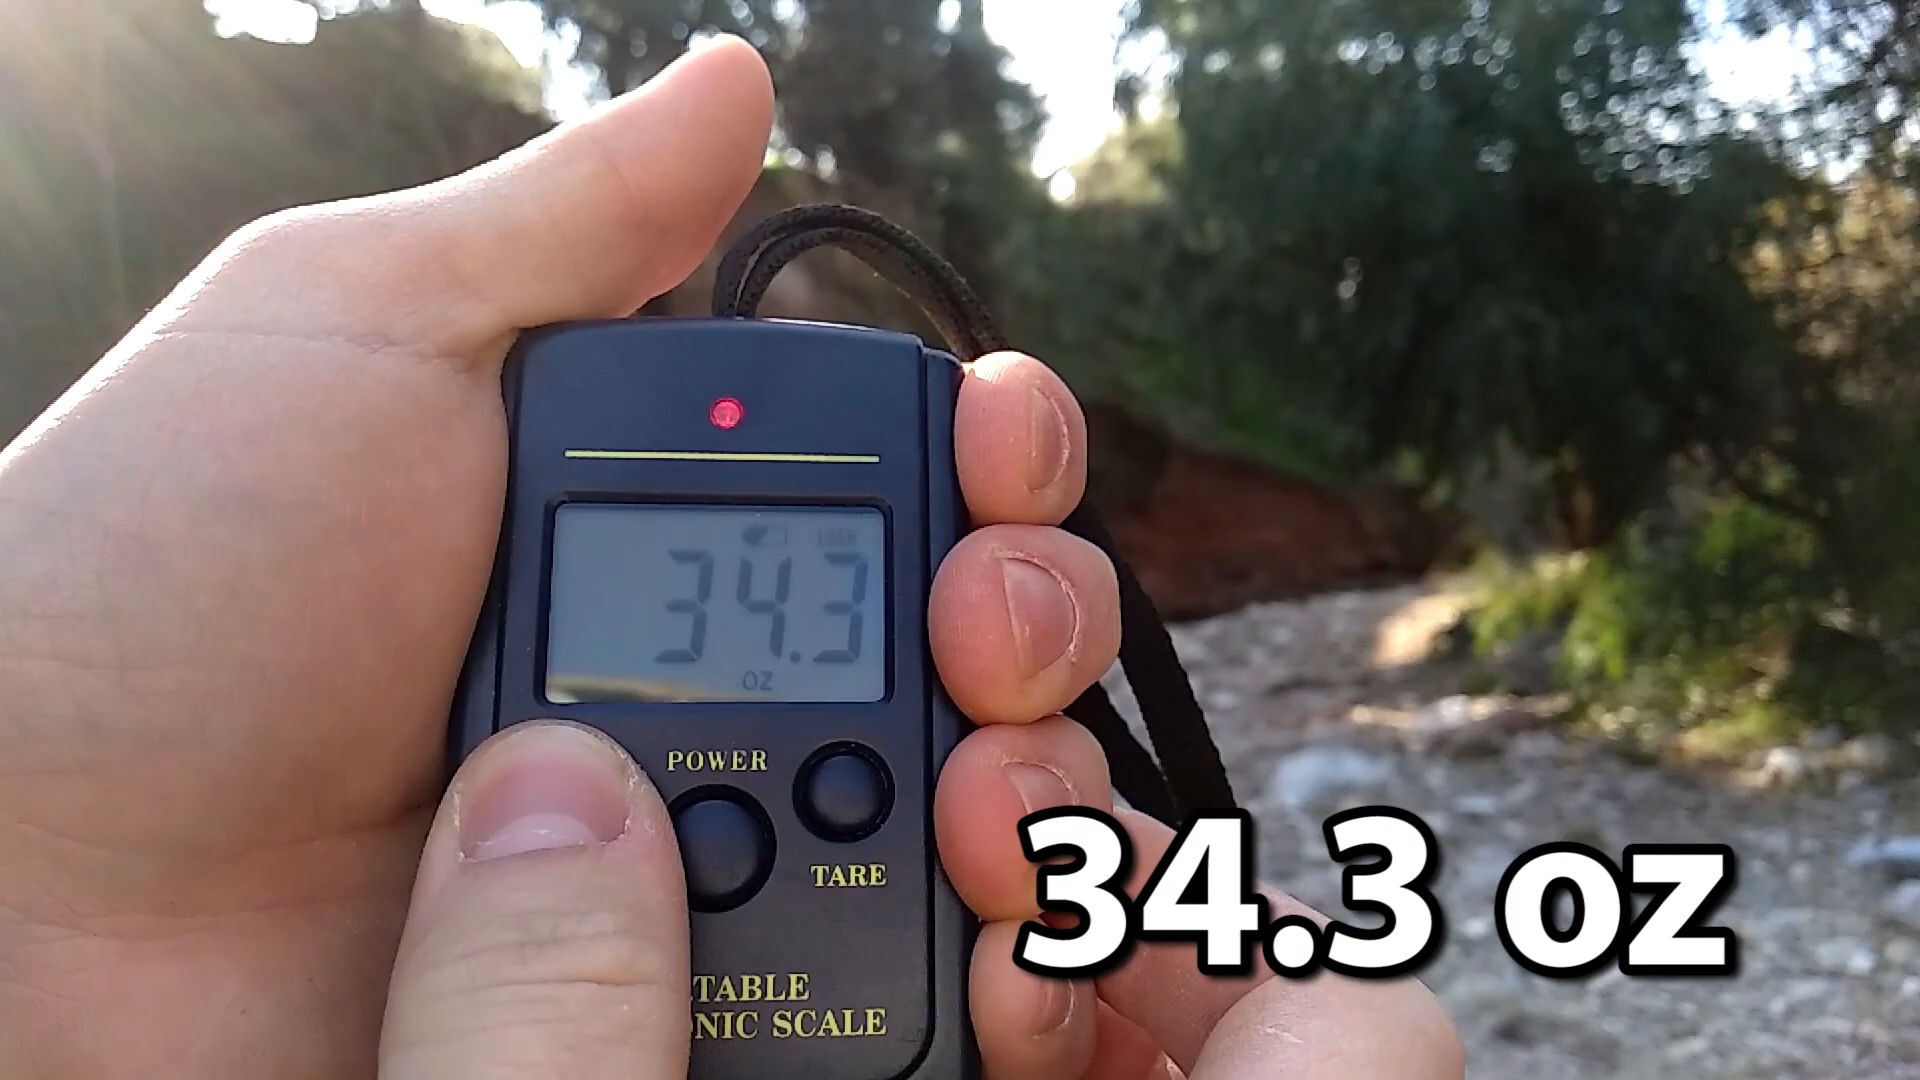 34.3
OZ
POWER
TARE
TABLE
NIC SCALE
34.3 oz